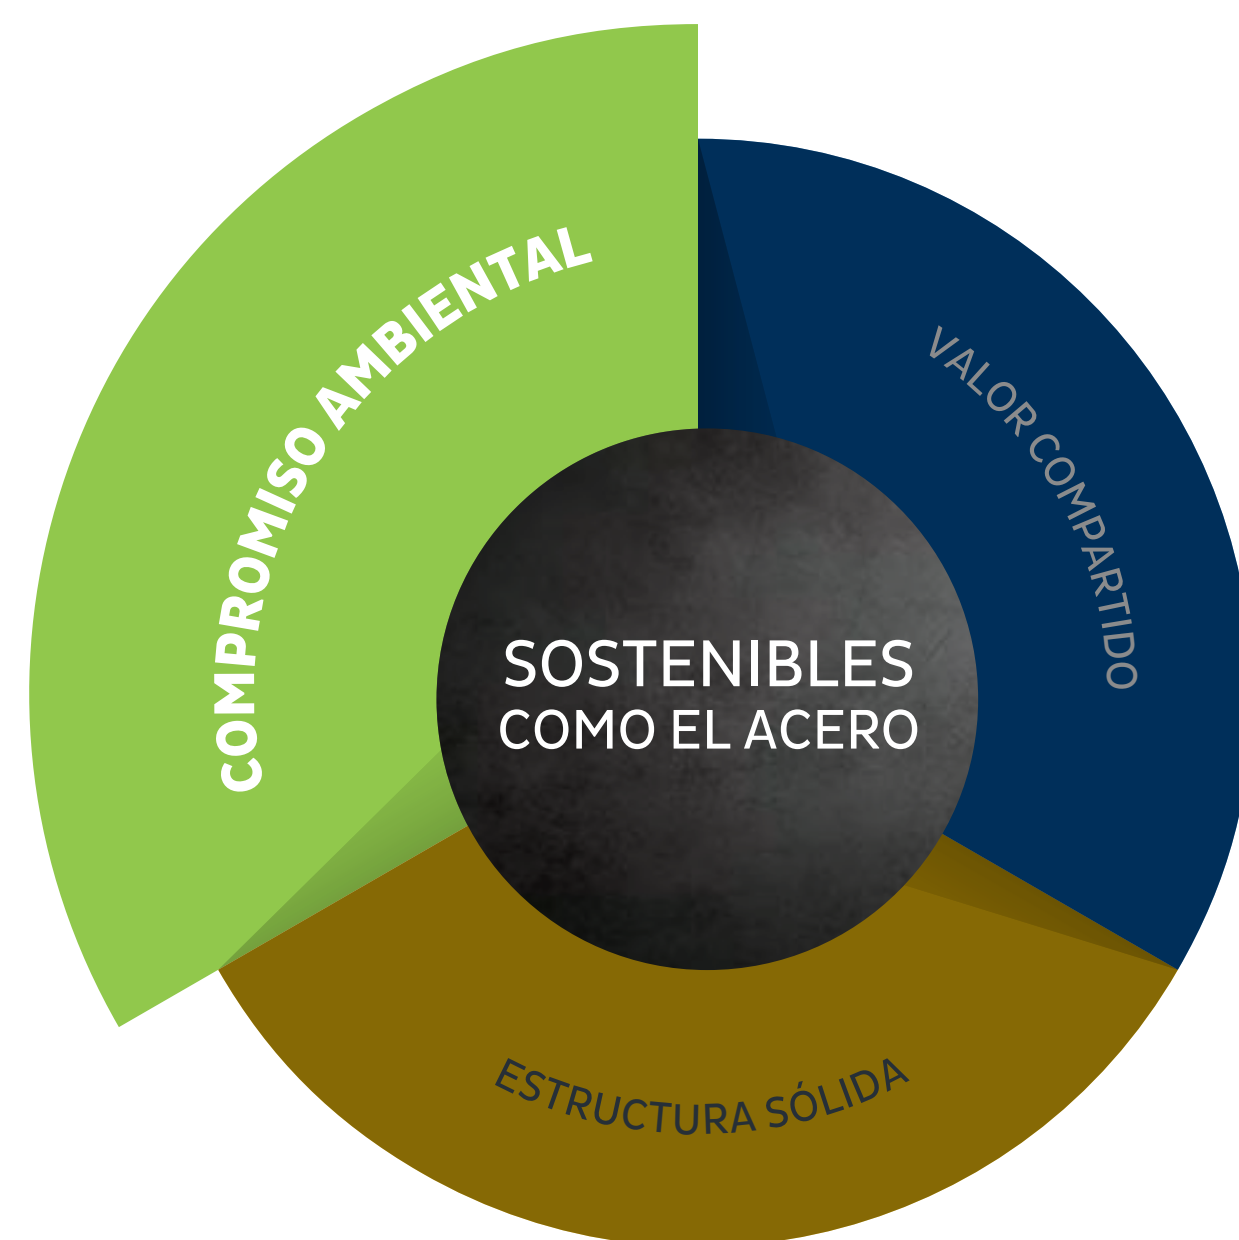 COMPROMISO AMBIENTAL
VALOR COMPARTIDO
SOSTENIBLES
COMO EL ACERO
ESTRUCTURA SÓLIDA